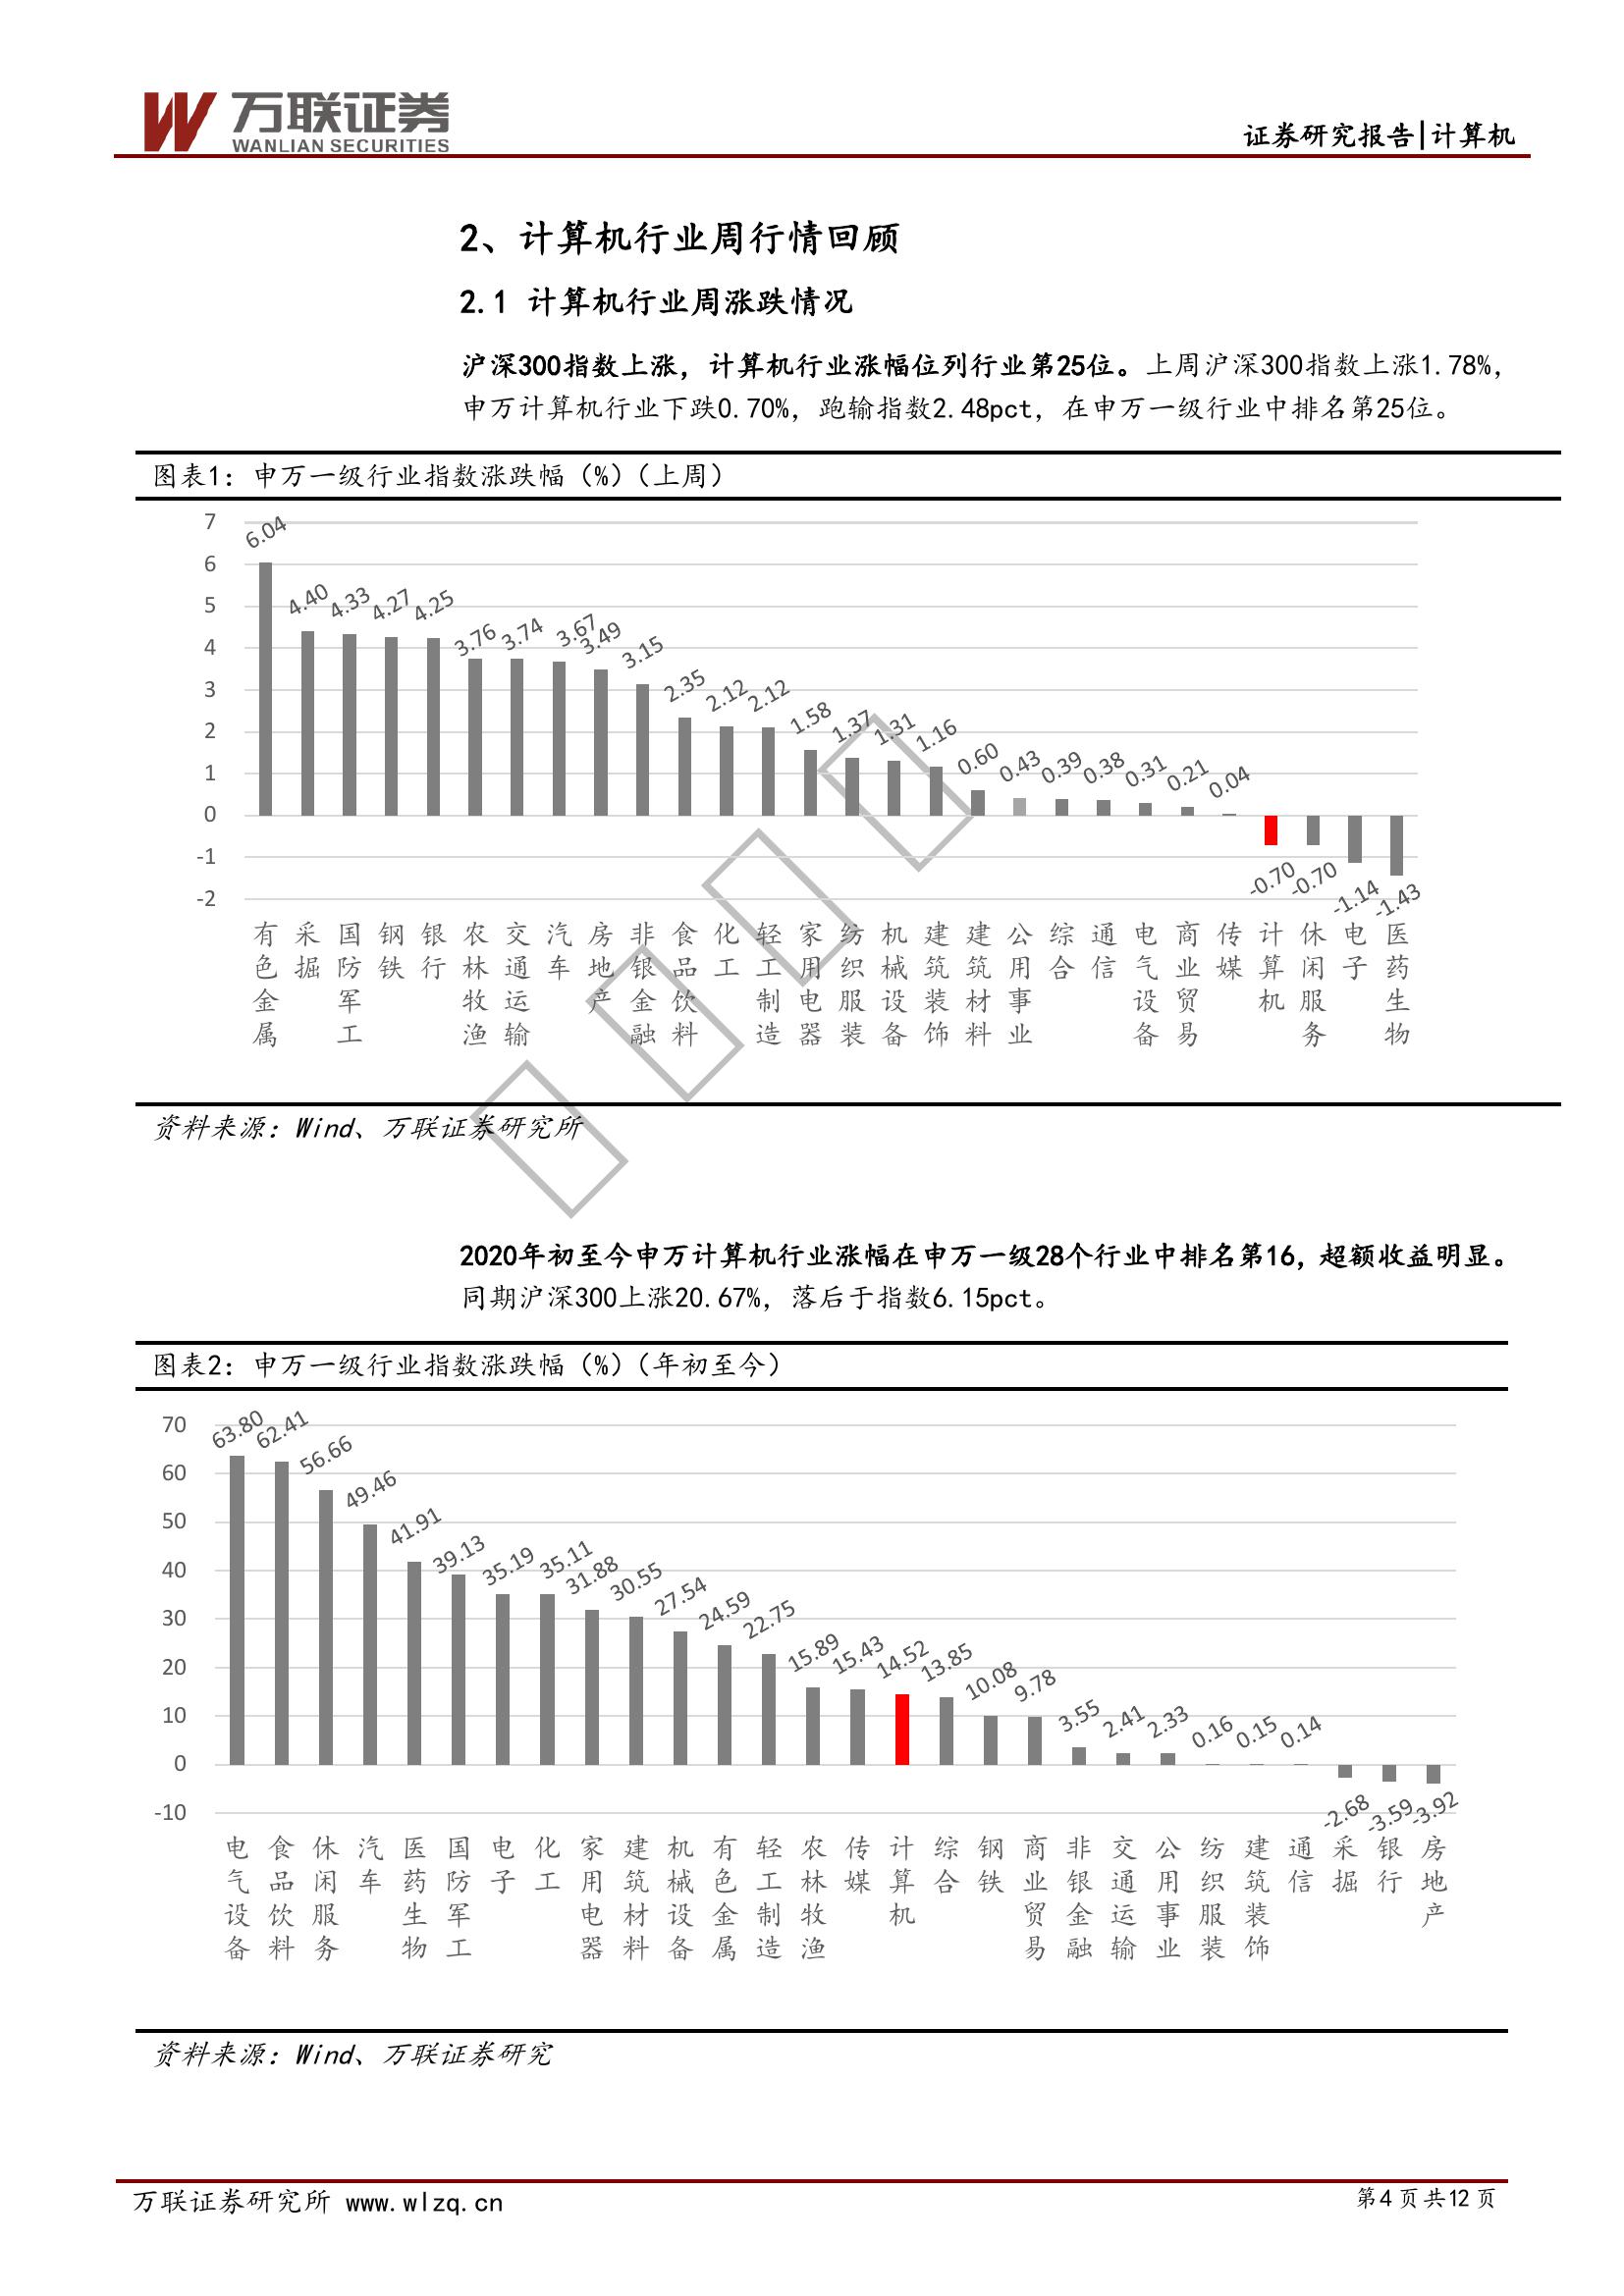 万联证券
WANLIAN SECURITIES
证券研究报告|计算机
2、计算机行业周行情回顾
2.1 计算机行业周涨跌情况
沪深300指数上涨，计算机行业涨幅位列行业第25位。上周沪深300指数上涨1.78%，
申万计算机行业下跌0.70%，跑输指数2.48pct，在申万一级行业中排名第25位。
图表1：申万一级行业指数涨跌幅（%）（上周）
7
6
5
4
3
2
1
0
-1
-2
6.04
4.40
4.33
4.27
4.25
3.76
3.74
3.67
3.49
3.15
2.35
2.12
2.12
1.58
1.37
1.31
1.16
0.60
0.43
0.39
0.38
0.31
0.21
0.04
-0.70
-0.70
-1.14
-1.43
有色金属
采掘
国防军工
钢铁
银行
农林牧渔
交通运输
汽车
房地产
非银金融
食品饮料
化工
轻工制造
家用电器
纺织服装
机械设备
建筑装饰
建筑材料
公用事业
综合
通信
电气设备
商业贸易
传媒
计算机
休闲服务
电子
医药生物
资料来源：Wind、万联证券研究所
2020年初至今申万计算机行业涨幅在申万一级28个行业中排名第16，超额收益明显。
同期沪深300上涨20.67%，落后于指数6.15pct。
图表2：申万一级行业指数涨跌幅（%）（年初至今）
70
60
50
40
30
20
10
0
-10
63.80
62.41
56.66
49.46
41.91
39.13
35.19
35.11
31.88
30.55
27.54
24.59
22.75
15.89
15.43
14.52
13.85
10.08
9.78
3.55
2.41
2.33
0.16
0.15
0.14
-2.68
-3.59
-3.92
电气设备
食品饮料
休闲服务
汽车
医药生物
国防军工
电子
化工
家用电器
建筑材料
机械设备
有色金属
轻工制造
农林牧渔
传媒
计算机
综合
钢铁
商业贸易
非银金融
交通运输
公用事业
纺织服装
建筑装饰
通信
采掘
银行
房地产
资料来源：Wind、万联证券研究
万联证券研究所 www.wlzq.cn
第4页共12页